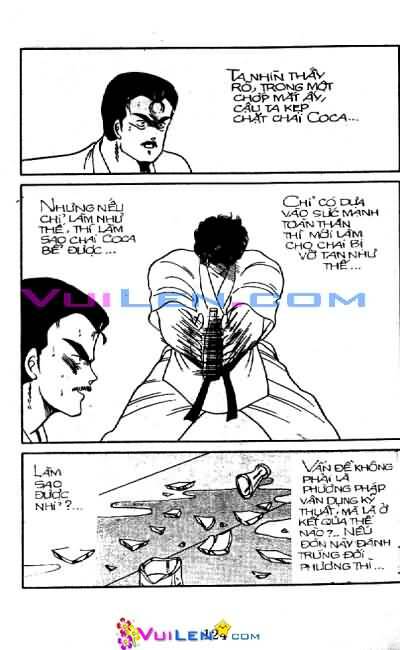 TA NHÌN THẤY
RÕ, TRONG MỘT
CHỚP MẮT ẤY,
CẬU TA KẸP
CHẶT CHAI COCA...
NHƯNG NẾU
CHỈ LÀM NHƯ
THẾ, THÌ LÀM
SAO CHAI COCA
BỂ ĐƯỢC...
CHỈ CÓ DỰA
VÀO SỨC MẠNH
TOÀN THÂN
THÌ MỚI LÀM
CHO CHAI BỊ
VỠ TAN NHƯ
THẾ...
VUILEN.COM
LÀM
SAO
ĐƯỢC
NHỈ?...
VẤN ĐỀ KHÔNG
PHẢI LÀ
PHƯƠNG PHÁP
VẬN DỤNG KỸ
THUẬT, MÀ LÀ Ở
KẾT QỦA THẾ
NÀO?.. NẾU
ĐÒN NÀY ĐÁNH
TRÚNG ĐỐI
PHƯƠNG THÌ...
VUILEN.COM
124